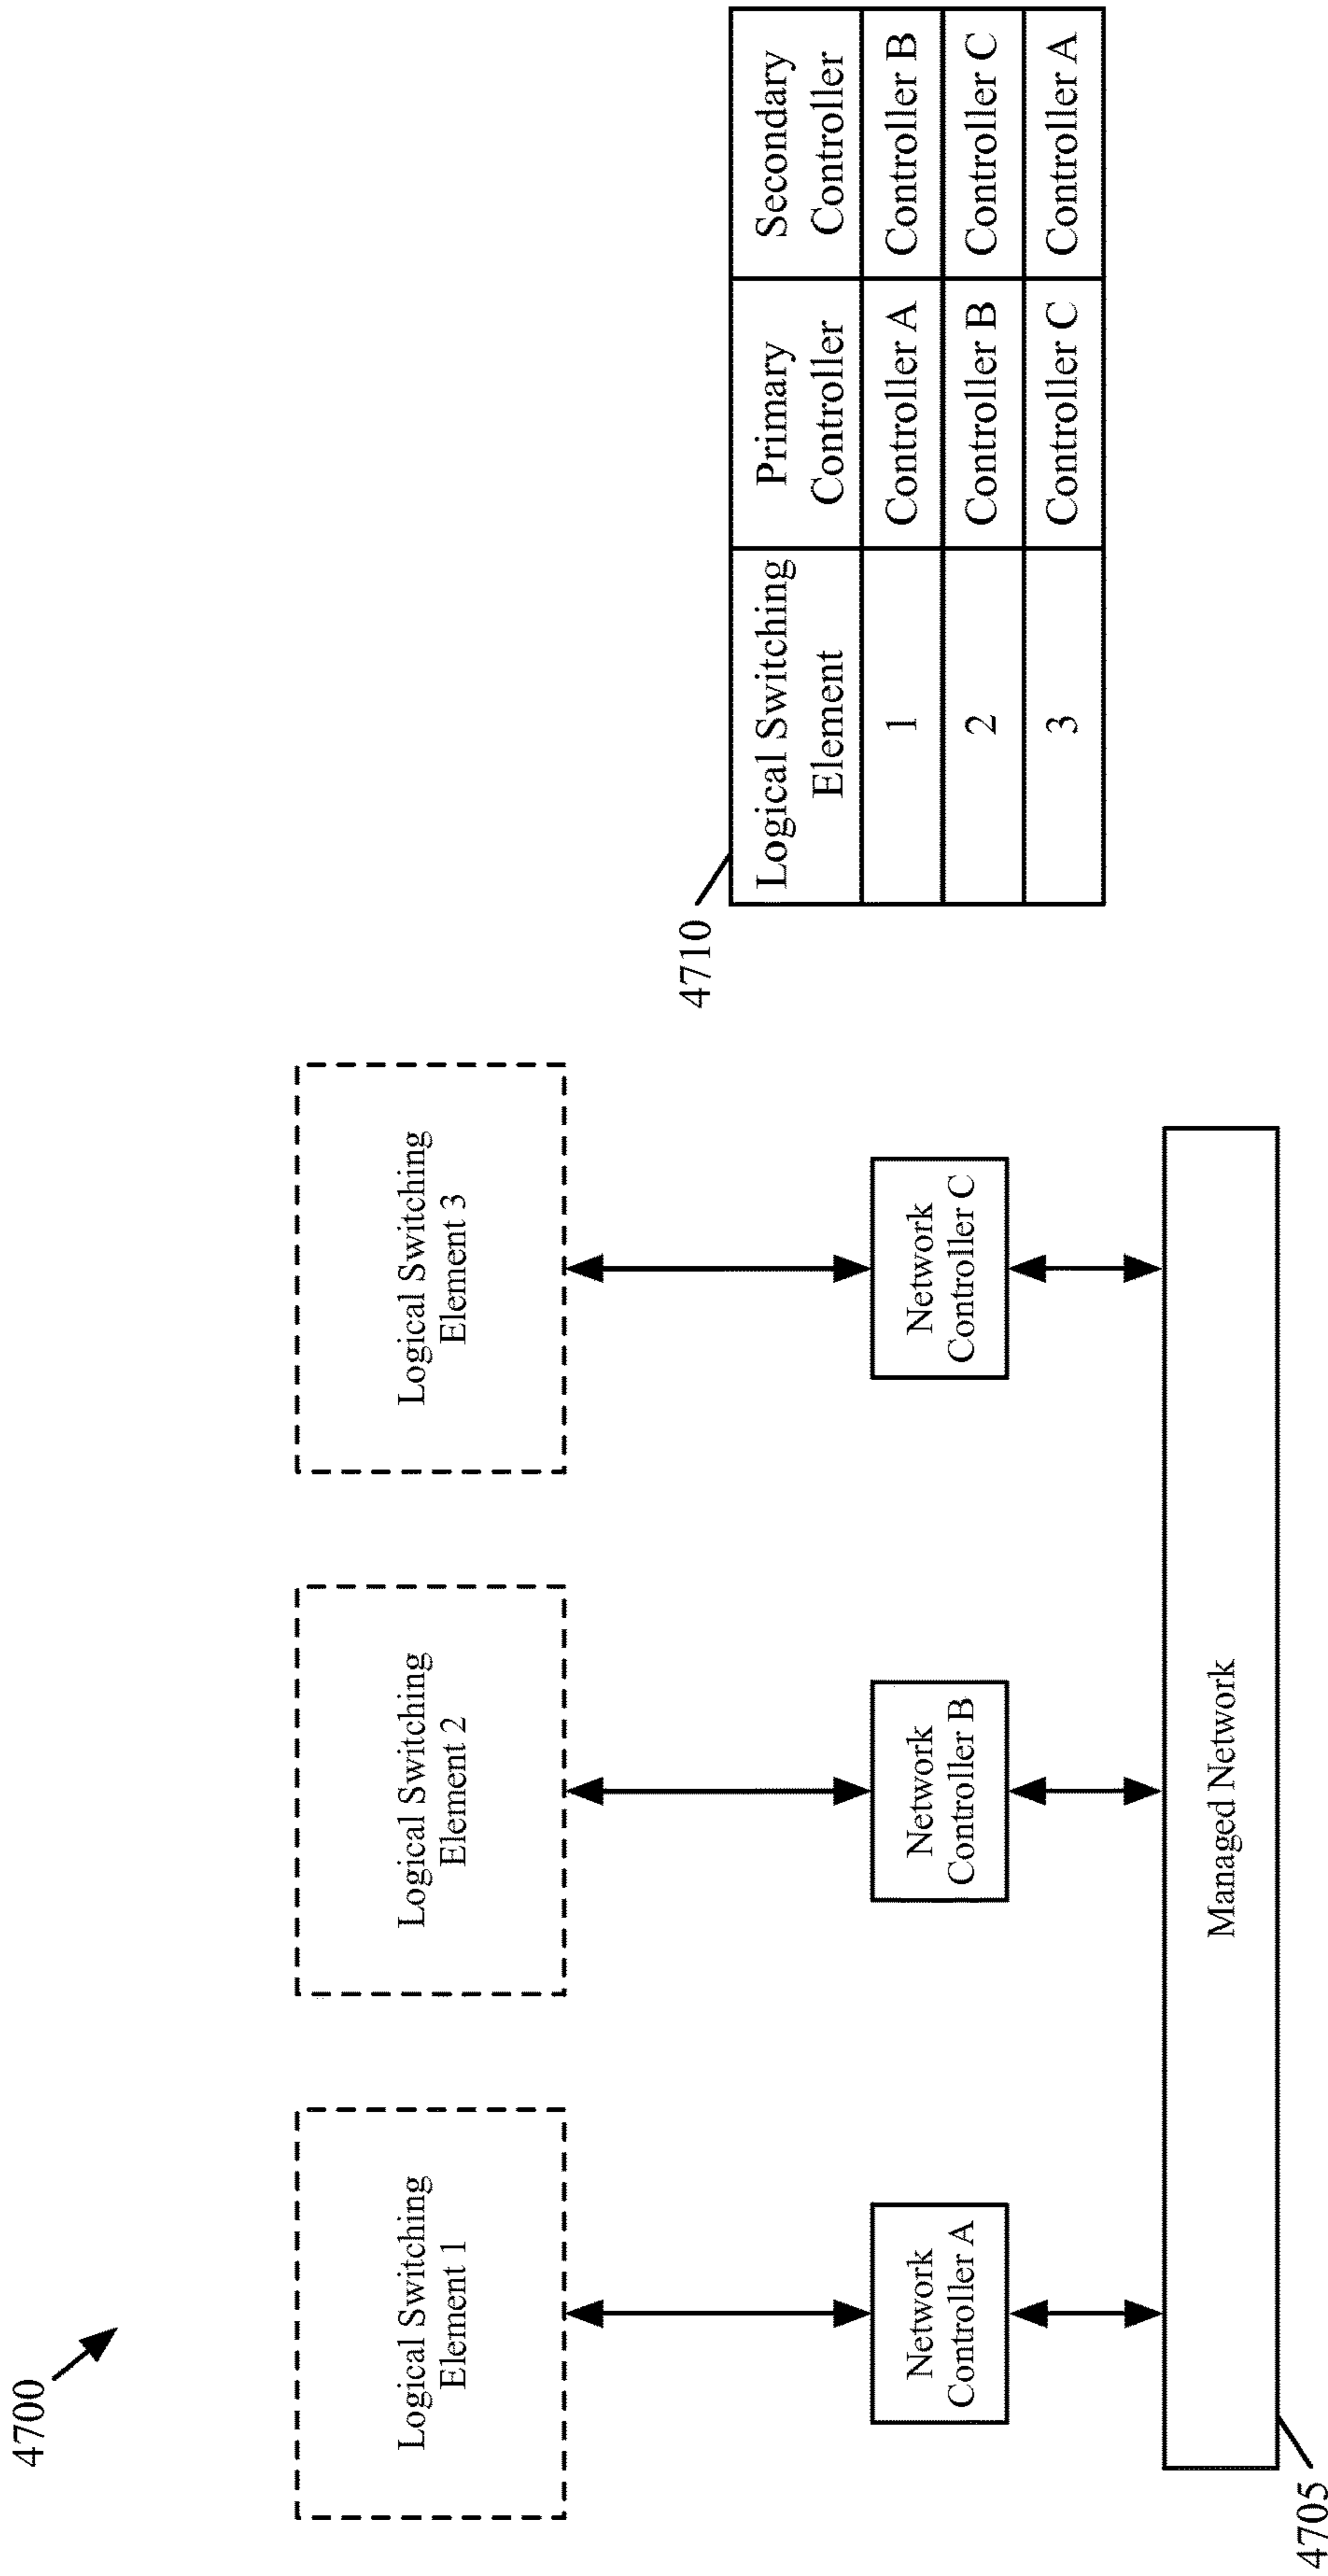 4700
Logical Switching
Element 1
Logical Switching
Element 2
Logical Switching
Element 3
Network
Controller A
Network
Controller B
Network
Controller C
Managed Network
4705
4710
Logical Switching
Element
Primary
Controller
Secondary
Controller
1
Controller A
Controller B
2
Controller B
Controller C
3
Controller C
Controller A